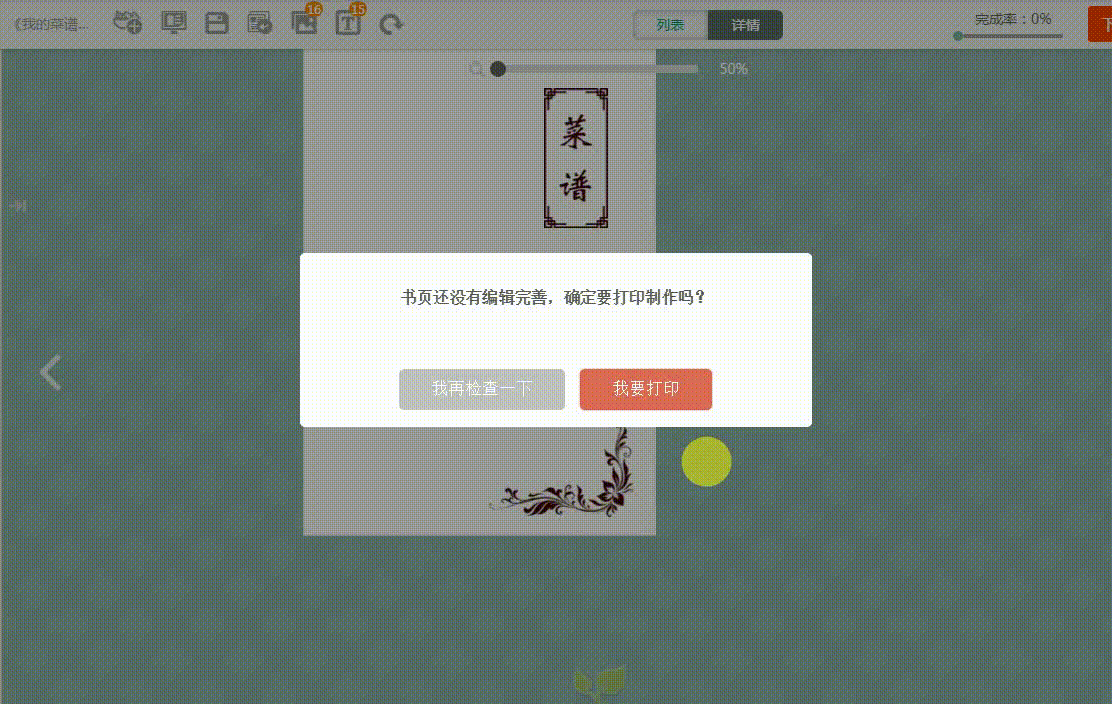 《我的菜谱...
16
15
列表
详情
完成率：0%
下
50%
菜
谱
书页还没有编辑完善，确定要打印制作吗？
我再检查一下
我要打印